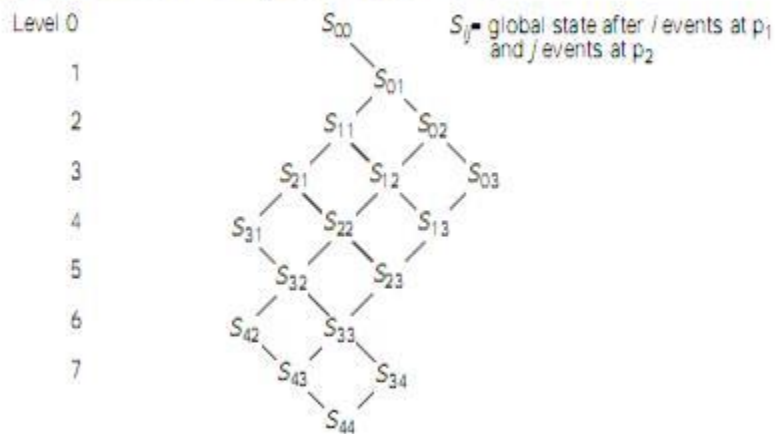 Level 0 S00 Sij= global state after i events at p1
and j events at p2
1 S01
2 S11 S02
3 S21 S12 S03
4 S31 S22 S13
5 S32 S23
6 S42 S33
7 S43 S34
S44